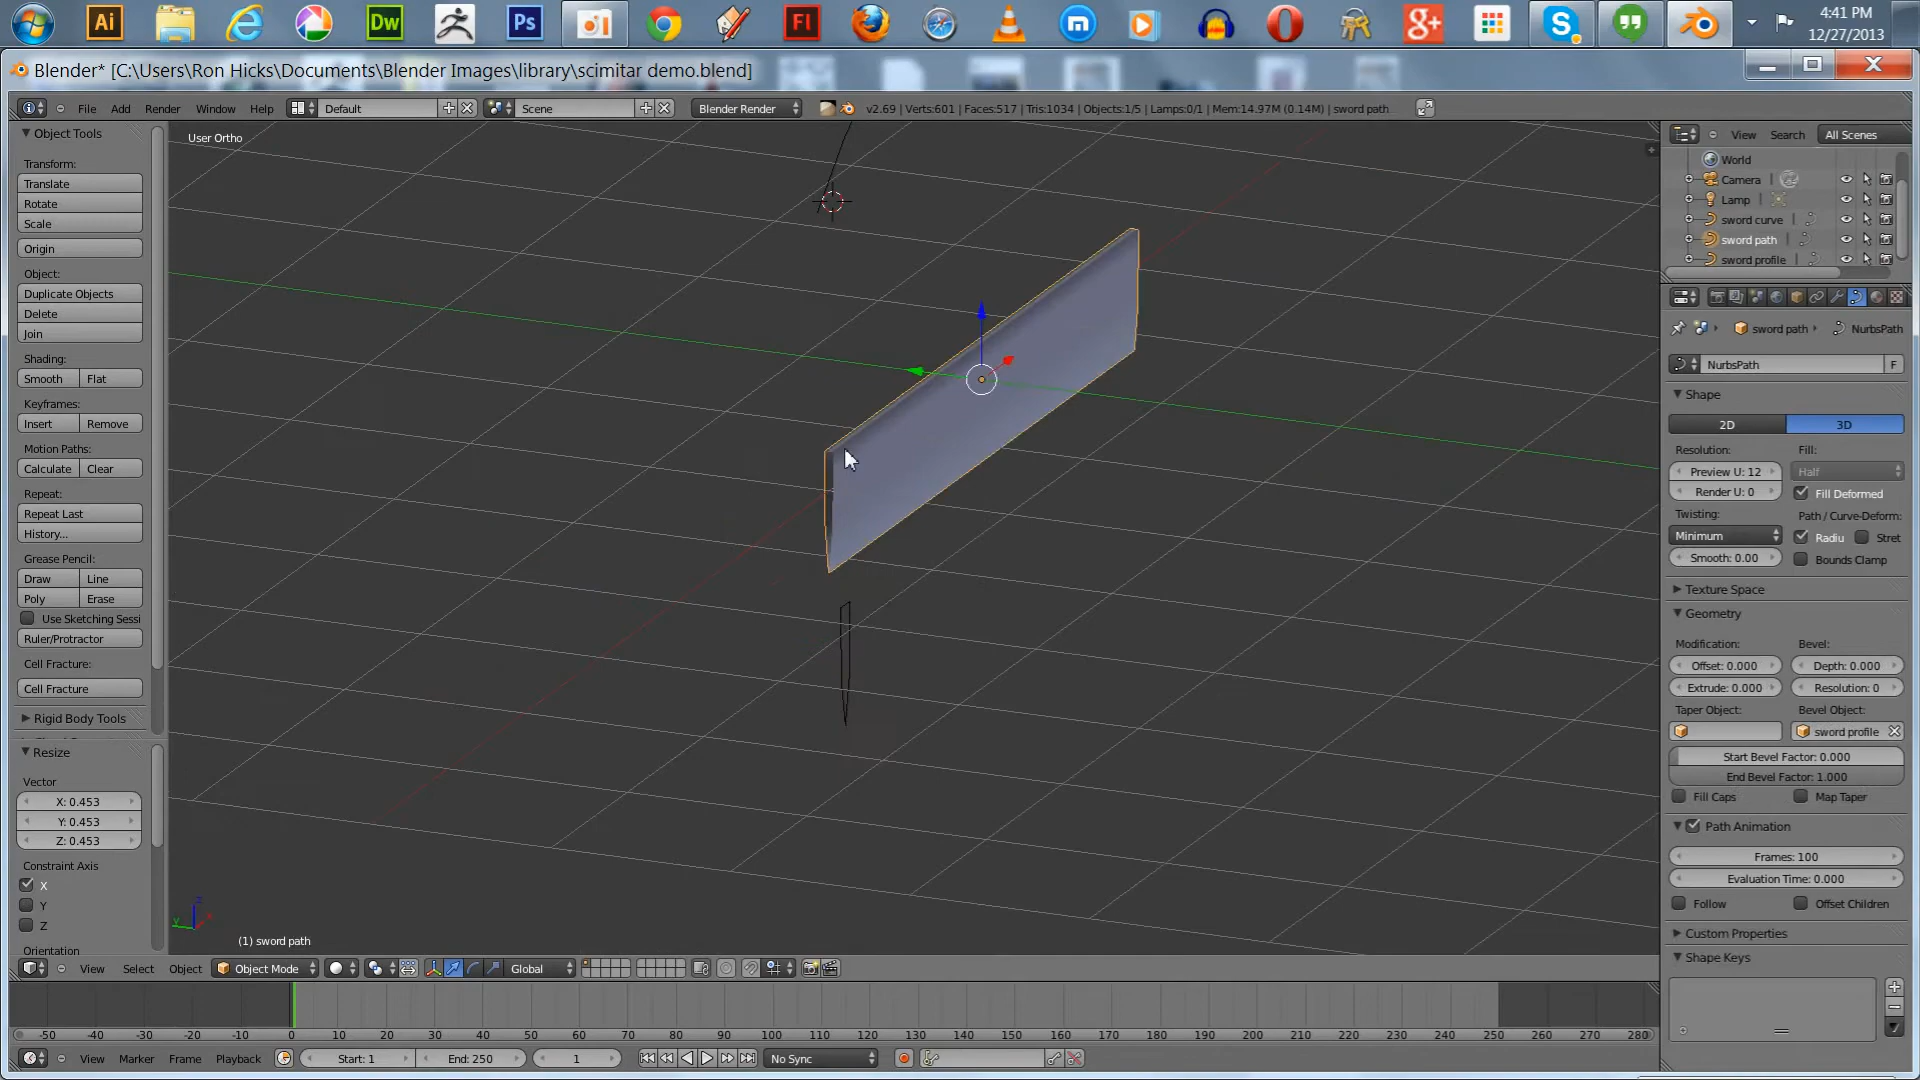 Ai
Dw
Ps
Fl
4:41 PM
12/27/2013
Blender* [C:\Users\Ron Hicks\Documents\Blender Images\library\scimitar demo.blend]
File Add Render Window Help Default Scene Blender Render v2.69 | Verts:601 | Faces:517 | Tris:1034 | Objects:1/5 | Lamps:0/1 | Mem:14.97M (0.14M) | sword path
Object Tools
Transform:
Translate
Rotate
Scale
Origin
Object:
Duplicate Objects
Delete
Join
Shading:
Smooth Flat
Keyframes:
Insert Remove
Motion Paths:
Calculate Clear
Repeat:
Repeat Last
History...
Grease Pencil:
Draw Line
Poly Erase
Use Sketching Sessi
Ruler/Protractor
Cell Fracture:
Cell Fracture
Rigid Body Tools
Resize
Vector
X: 0.453
Y: 0.453
Z: 0.453
Constraint Axis
X
Y
Z
Orientation
User Ortho
(1) sword path
View Search All Scenes
World
Camera
Lamp
sword curve
sword path
sword profile
sword path NurbsPath
NurbsPath F
Shape
2D 3D
Resolution: Fill:
Preview U: 12 Half
Render U: 0 Fill Deformed
Twisting: Path / Curve-Deform:
Minimum Radiu Stret
Smooth: 0.00 Bounds Clamp
Texture Space
Geometry
Modification: Bevel:
Offset: 0.000 Depth: 0.000
Extrude: 0.000 Resolution: 0
Taper Object: Bevel Object:
sword profile
Start Bevel Factor: 0.000
End Bevel Factor: 1.000
Fill Caps Map Taper
Path Animation
Frames: 100
Evaluation Time: 0.000
Follow Offset Children
Custom Properties
Shape Keys
View Select Object Object Mode Global
-50 -40 -30 -20 -10 0 10 20 30 40 50 60 70 80 90 100 110 120 130 140 150 160 170 180 190 200 210 220 230 240 250 260 270 280
View Marker Frame Playback Start: 1 End: 250 1 No Sync